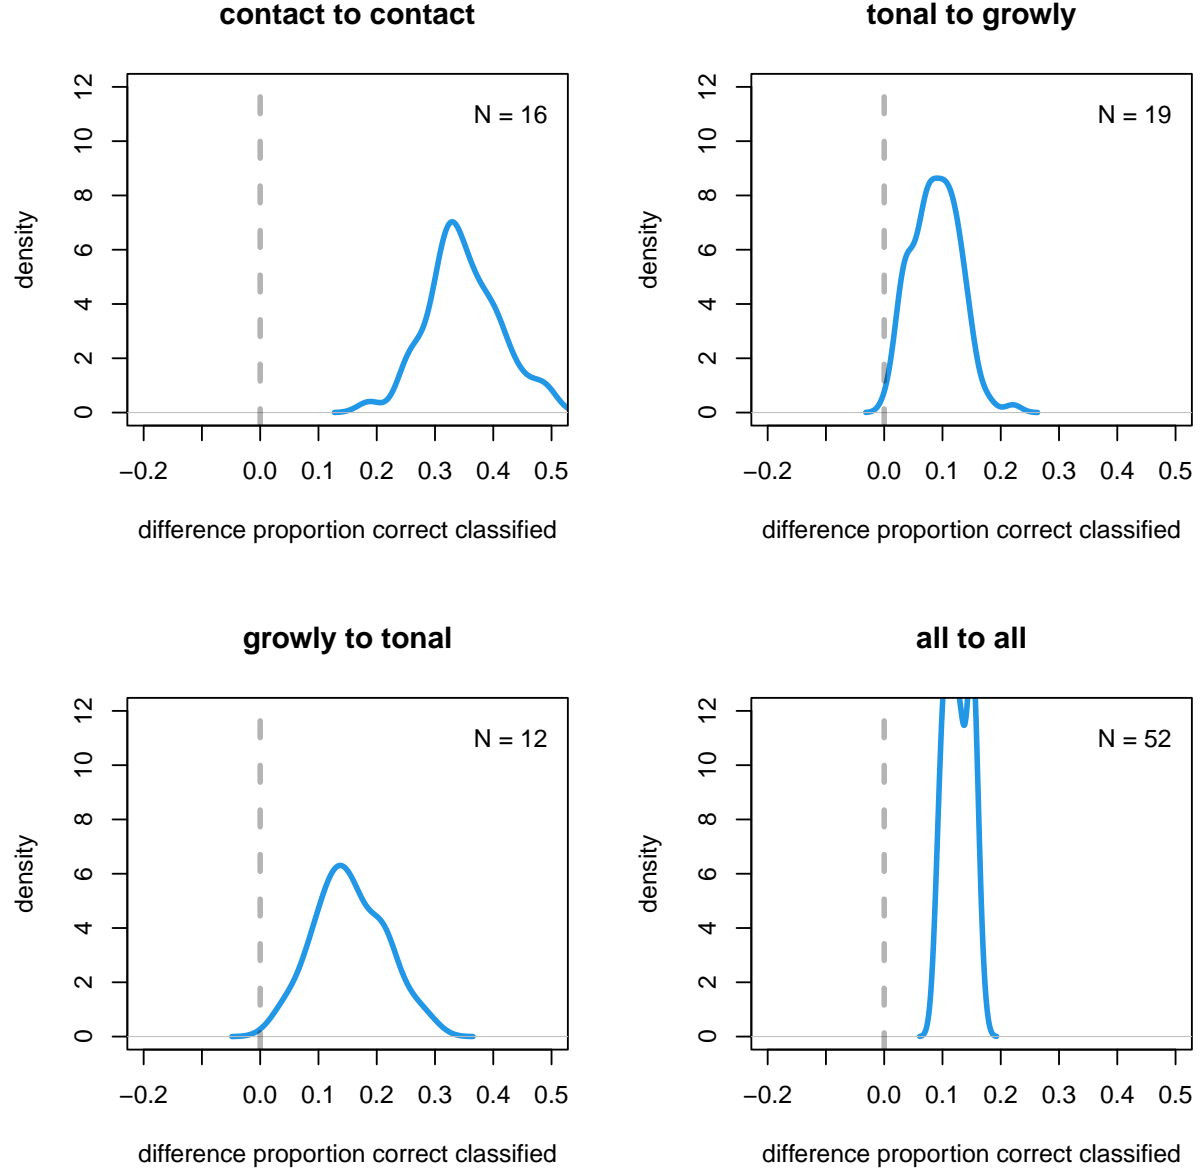 contact to contact
12
10
8
6
4
2
0
density
N = 16
−0.2 0.0 0.1 0.2 0.3 0.4 0.5
difference proportion correct classified
tonal to growly
12
10
8
6
4
2
0
density
N = 19
−0.2 0.0 0.1 0.2 0.3 0.4 0.5
difference proportion correct classified
growly to tonal
12
10
8
6
4
2
0
density
N = 12
−0.2 0.0 0.1 0.2 0.3 0.4 0.5
difference proportion correct classified
all to all
12
10
8
6
4
2
0
density
N = 52
−0.2 0.0 0.1 0.2 0.3 0.4 0.5
difference proportion correct classified